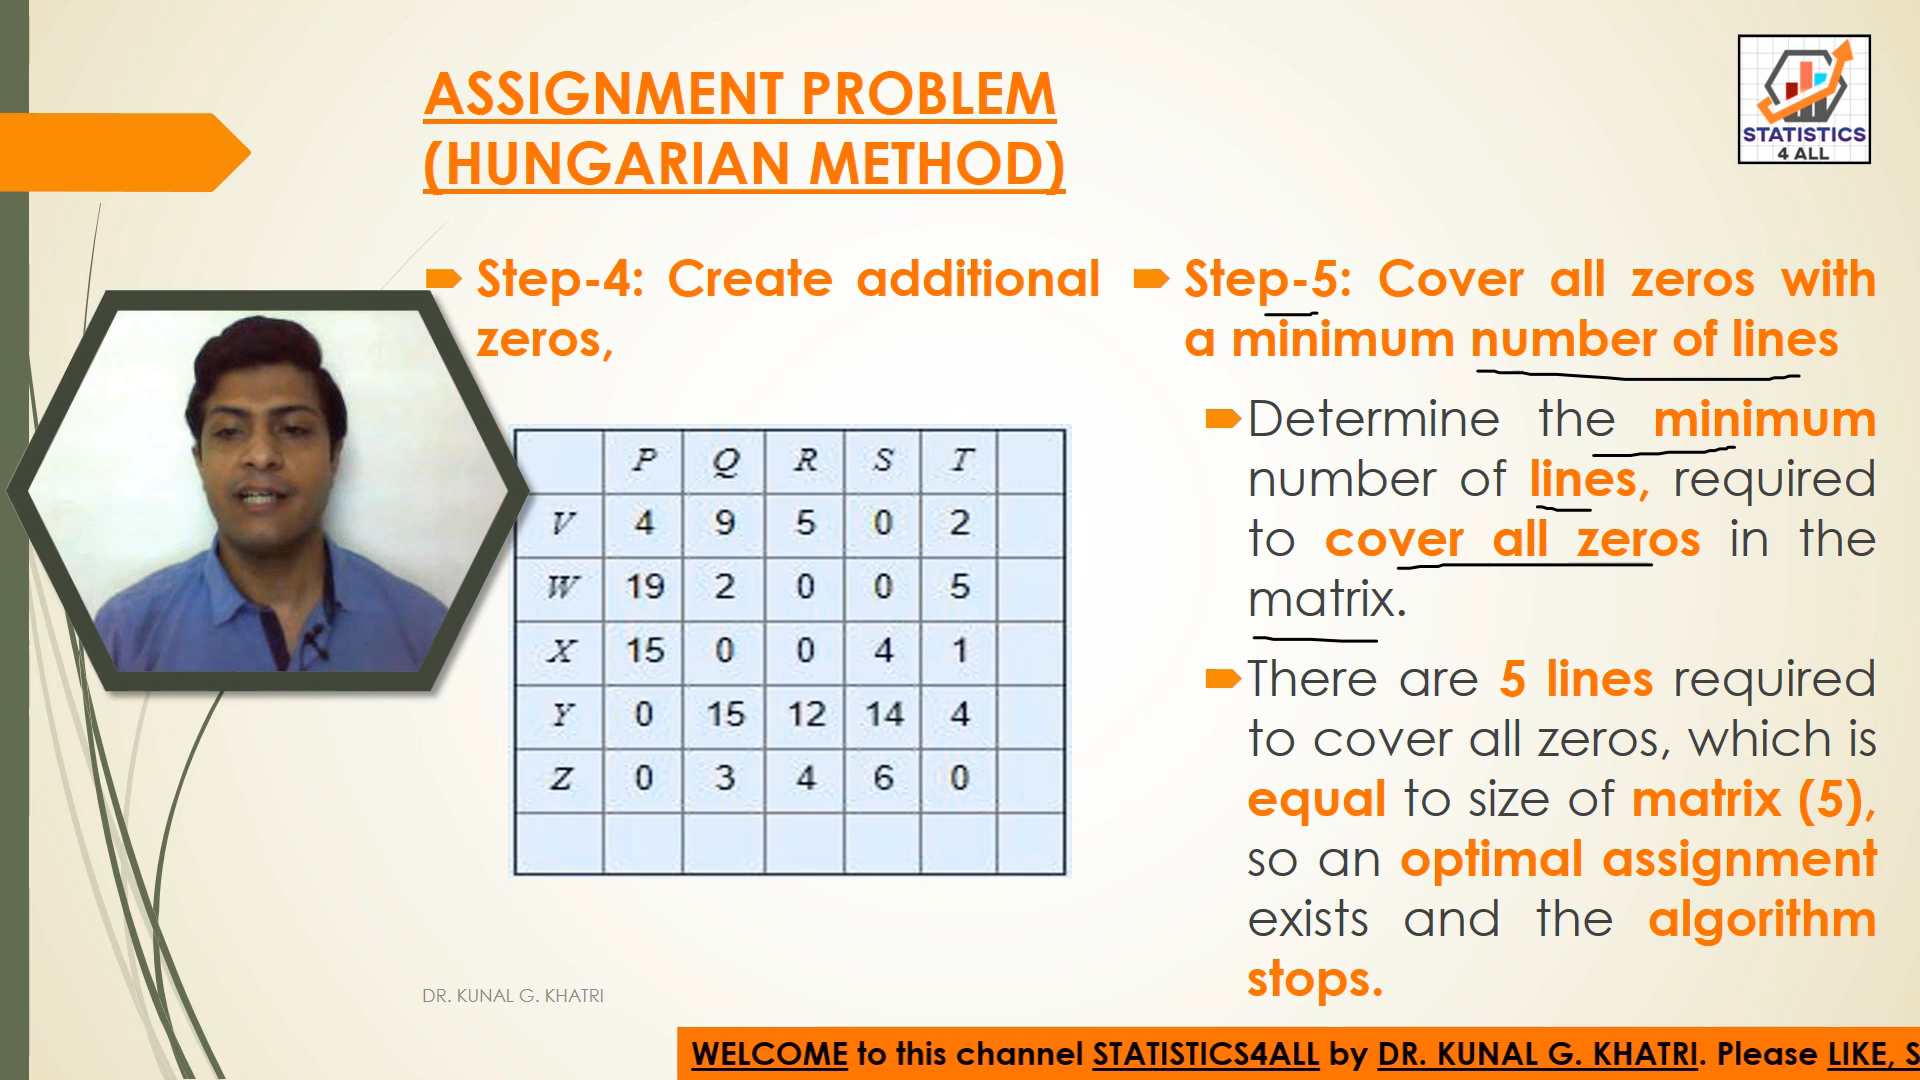 ASSIGNMENT PROBLEM
(HUNGARIAN METHOD)
STATISTICS
4 ALL
Step-4: Create additional
zeros,
P Q R S T
V 4 9 5 0 2
W 19 2 0 0 5
X 15 0 0 4 1
Y 0 15 12 14 4
Z 0 3 4 6 0
Step-5: Cover all zeros with
a minimum number of lines
Determine the minimum
number of lines, required
to cover all zeros in the
matrix.
There are 5 lines required
to cover all zeros, which is
equal to size of matrix (5),
so an optimal assignment
exists and the algorithm
stops.
DR. KUNAL G. KHATRI
WELCOME to this channel STATISTICS4ALL by DR. KUNAL G. KHATRI. Please LIKE, S